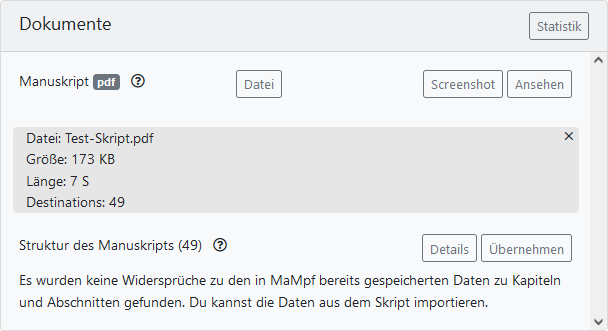 Dokumente
Statistik
Manuskript pdf
Datei
Screenshot
Ansehen
Datei: Test-Skript.pdf
Größe: 173 KB
Länge: 7 S
Destinations: 49
Struktur des Manuskripts (49)
Details
Übernehmen
Es wurden keine Widersprüche zu den in MaMpf bereits gespeicherten Daten zu Kapiteln
und Abschnitten gefunden. Du kannst die Daten aus dem Skript importieren.